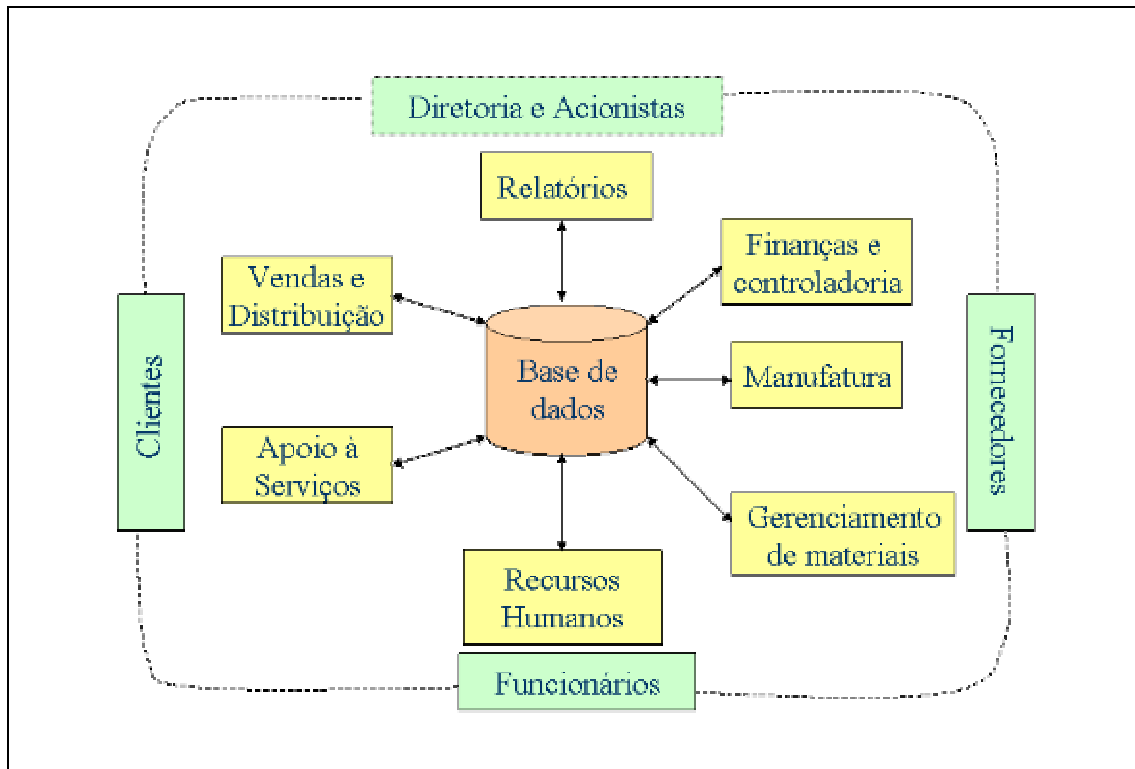 Diretoria e Acionistas
Relatórios
Finanças e
controladoria
Vendas e
Distribuição
Clientes
Base de
dados
Manufatura
Fornecedores
Apoio à
Serviços
Gerenciamento
de materiais
Recursos
Humanos
Funcionários